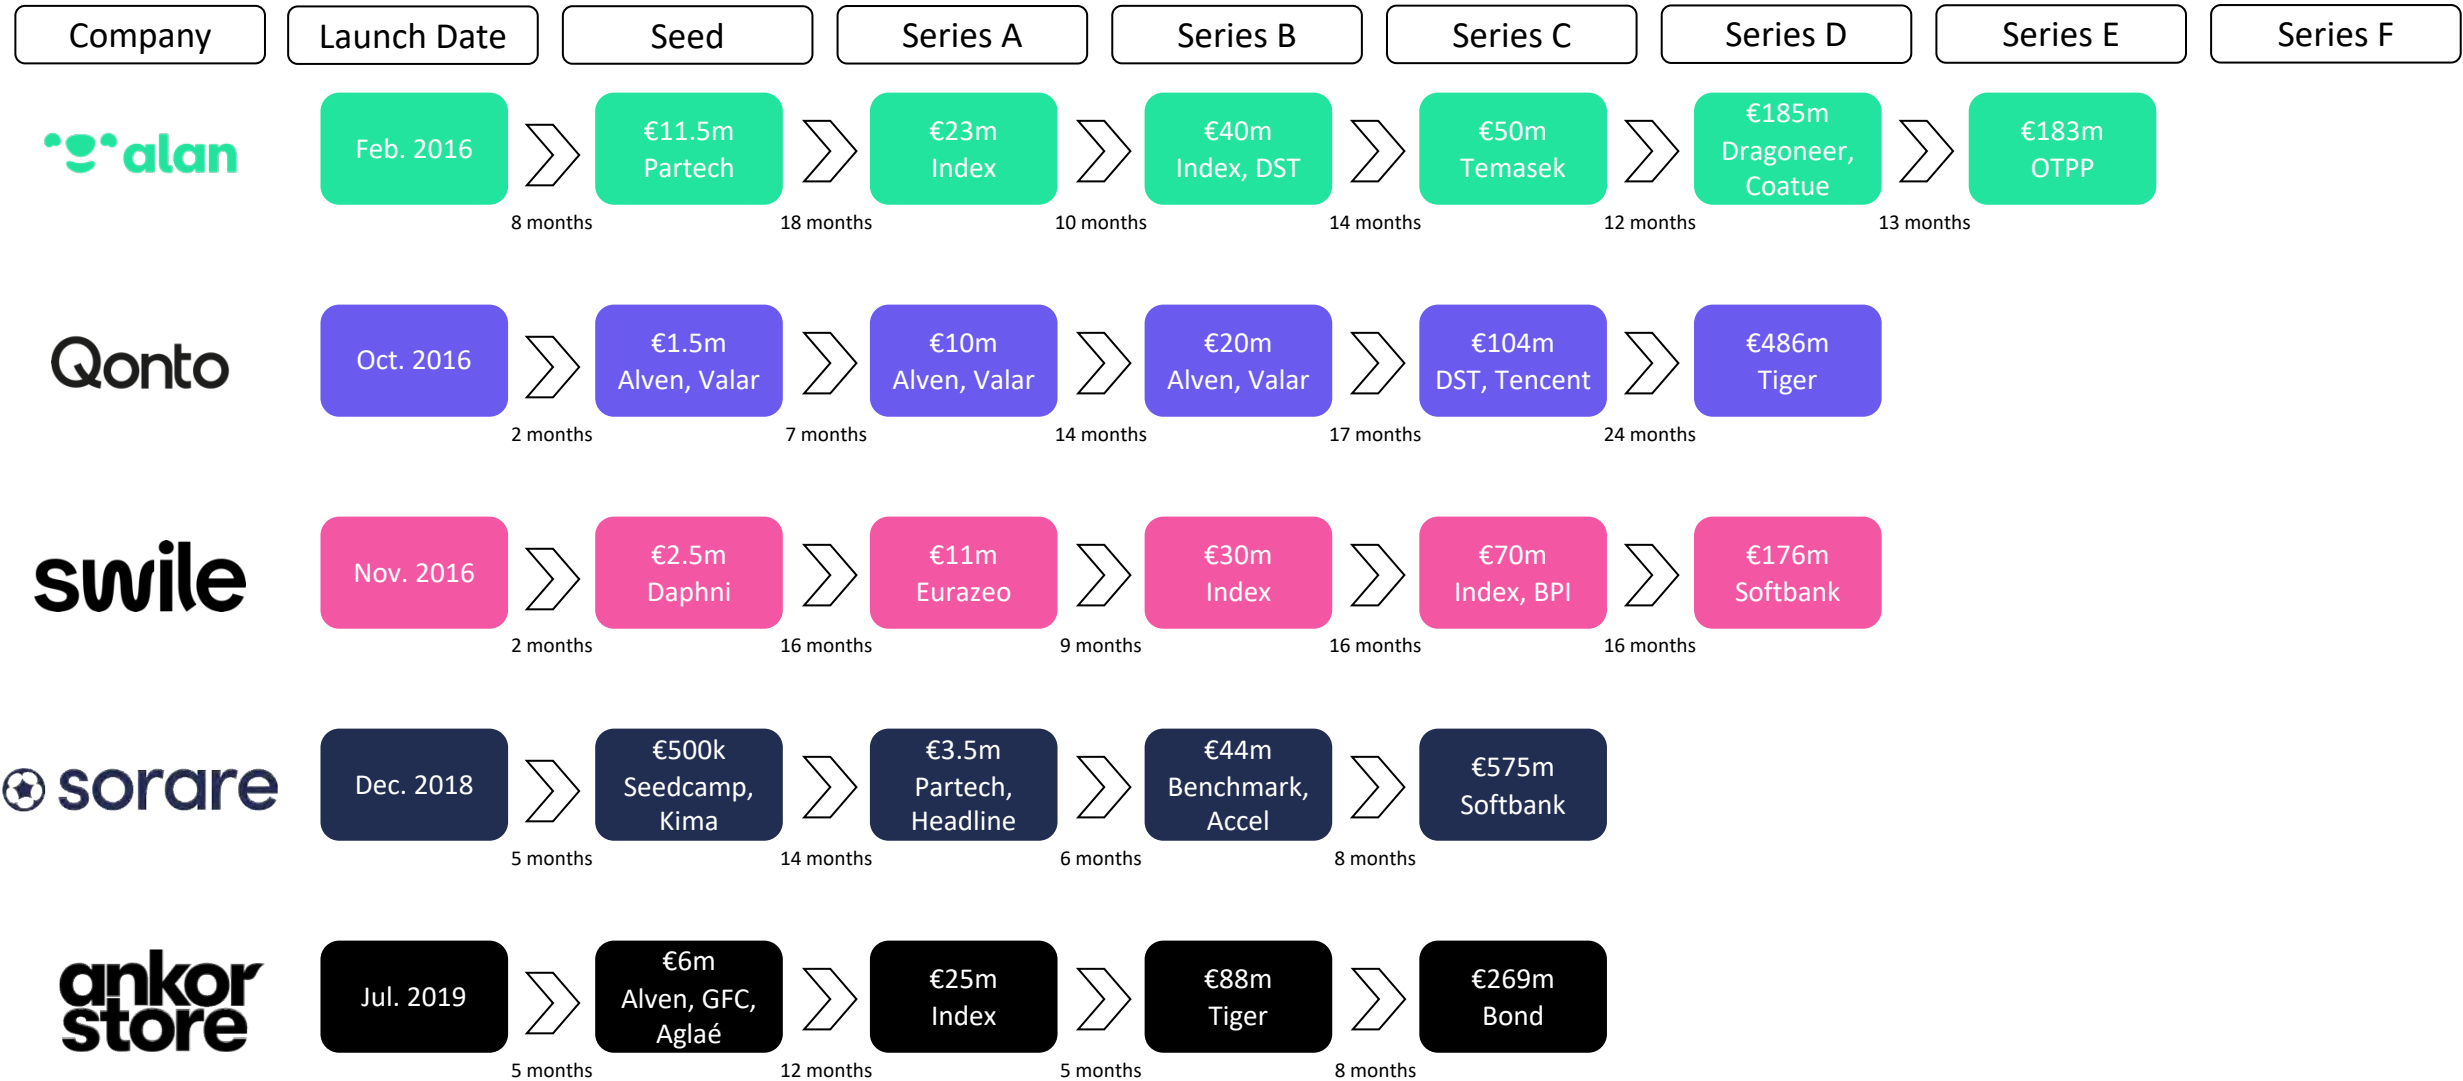 Company
Launch Date
Seed
Series A
Series B
Series C
Series D
Series E
Series F
alan
Feb. 2016
8 months
€11.5m
Partech
18 months
€23m
Index
10 months
€40m
Index, DST
14 months
€50m
Temasek
12 months
€185m
Dragoneer,
Coatue
13 months
€183m
OTPP
Qonto
Oct. 2016
2 months
€1.5m
Alven, Valar
7 months
€10m
Alven, Valar
14 months
€20m
Alven, Valar
17 months
€104m
DST, Tencent
24 months
€486m
Tiger
swile
Nov. 2016
2 months
€2.5m
Daphni
16 months
€11m
Eurazeo
9 months
€30m
Index
16 months
€70m
Index, BPI
16 months
€176m
Softbank
sorare
Dec. 2018
5 months
€500k
Seedcamp,
Kima
14 months
€3.5m
Partech,
Headline
6 months
€44m
Benchmark,
Accel
8 months
€575m
Softbank
ankor
store
Jul. 2019
5 months
€6m
Alven, GFC,
Aglaé
12 months
€25m
Index
5 months
€88m
Tiger
8 months
€269m
Bond